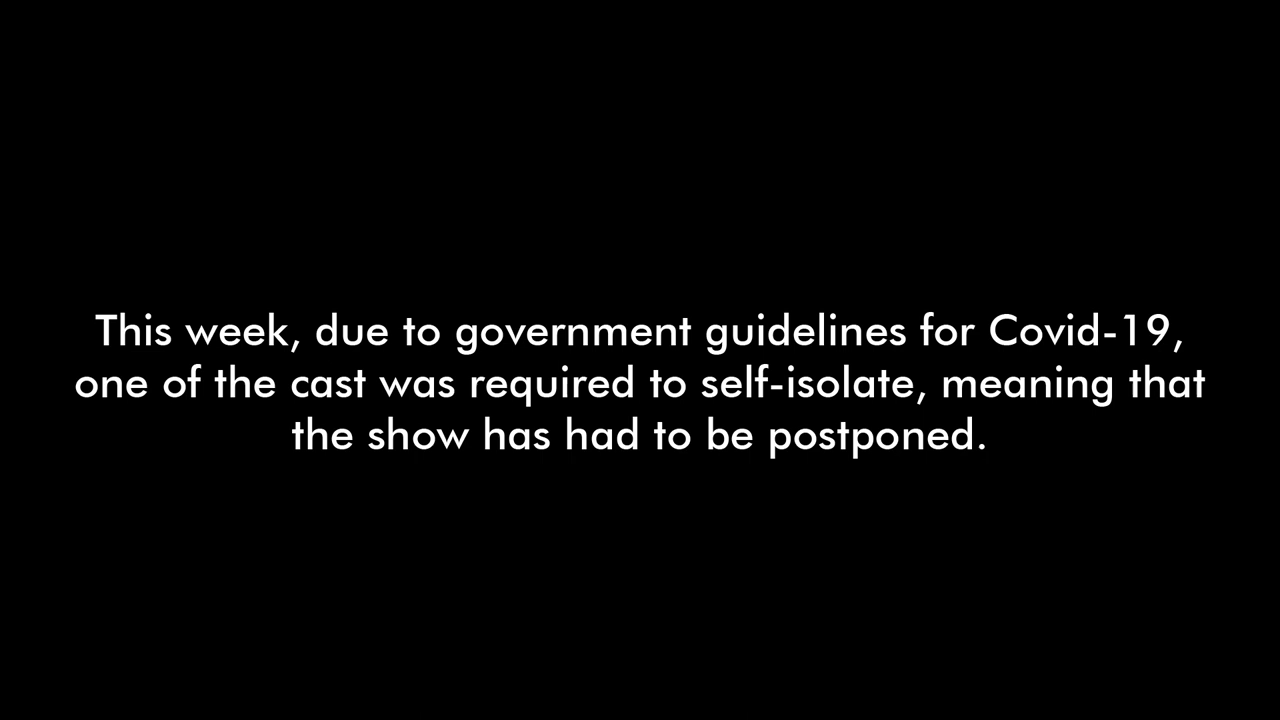 This week, due to government guidelines for Covid-19,
one of the cast was required to self-isolate, meaning that
the show has had to be postponed.